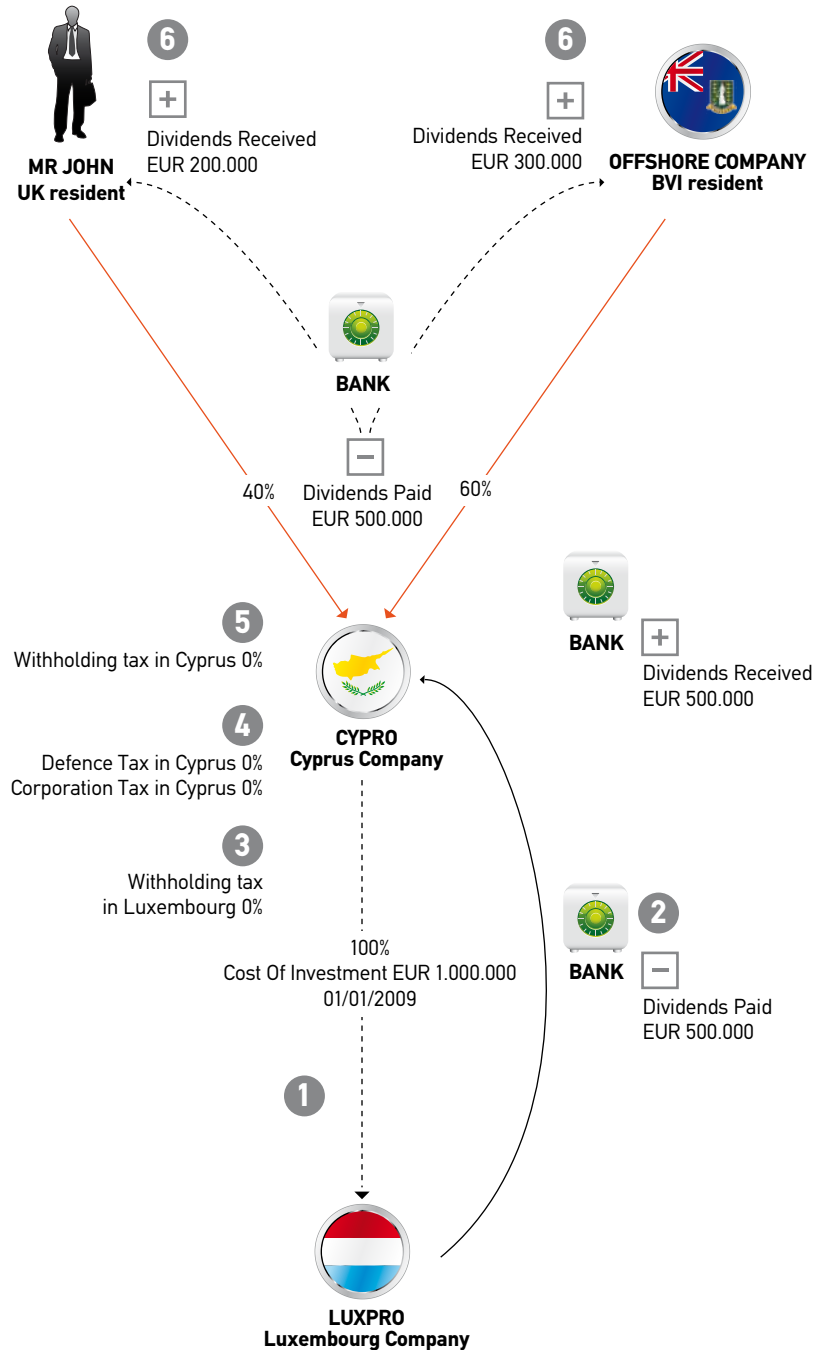 6
Dividends Received
EUR 200.000
MR JOHN
UK resident
6
Dividends Received
EUR 300.000
OFFSHORE COMPANY
BVI resident
BANK
40%
Dividends Paid
EUR 500.000
60%
5
Withholding tax in Cyprus 0%
BANK
Dividends Received
EUR 500.000
CYPRO
Cyprus Company
4
Defence Tax in Cyprus 0%
Corporation Tax in Cyprus 0%
3
Withholding tax
in Luxembourg 0%
2
BANK
Dividends Paid
EUR 500.000
100%
Cost Of Investment EUR 1.000.000
01/01/2009
1
LUXPRO
Luxembourg Company